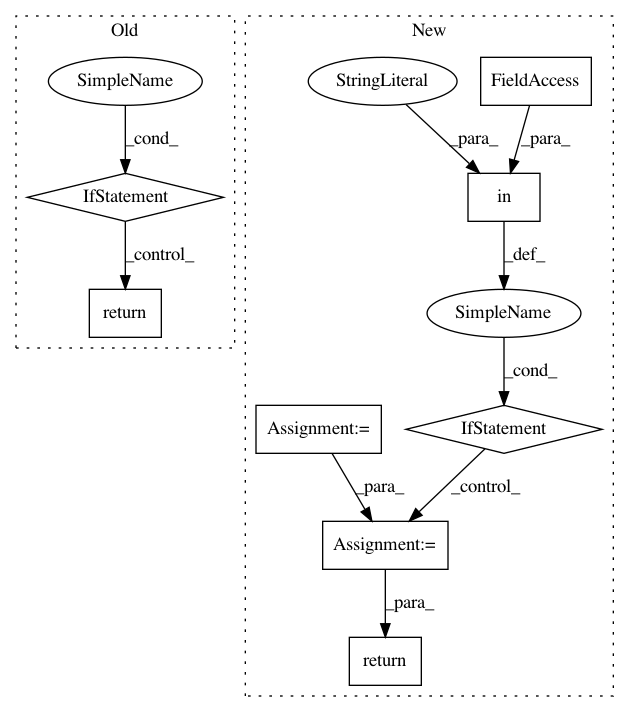 Old
New
SimpleName
StringLiteral
FieldAccess
_cond_
_para_
_para_
IfStatement
in
_control_
_def_
return
SimpleName
_cond_
Assignment:=
IfStatement
_para_
_control_
Assignment:=
_para_
return